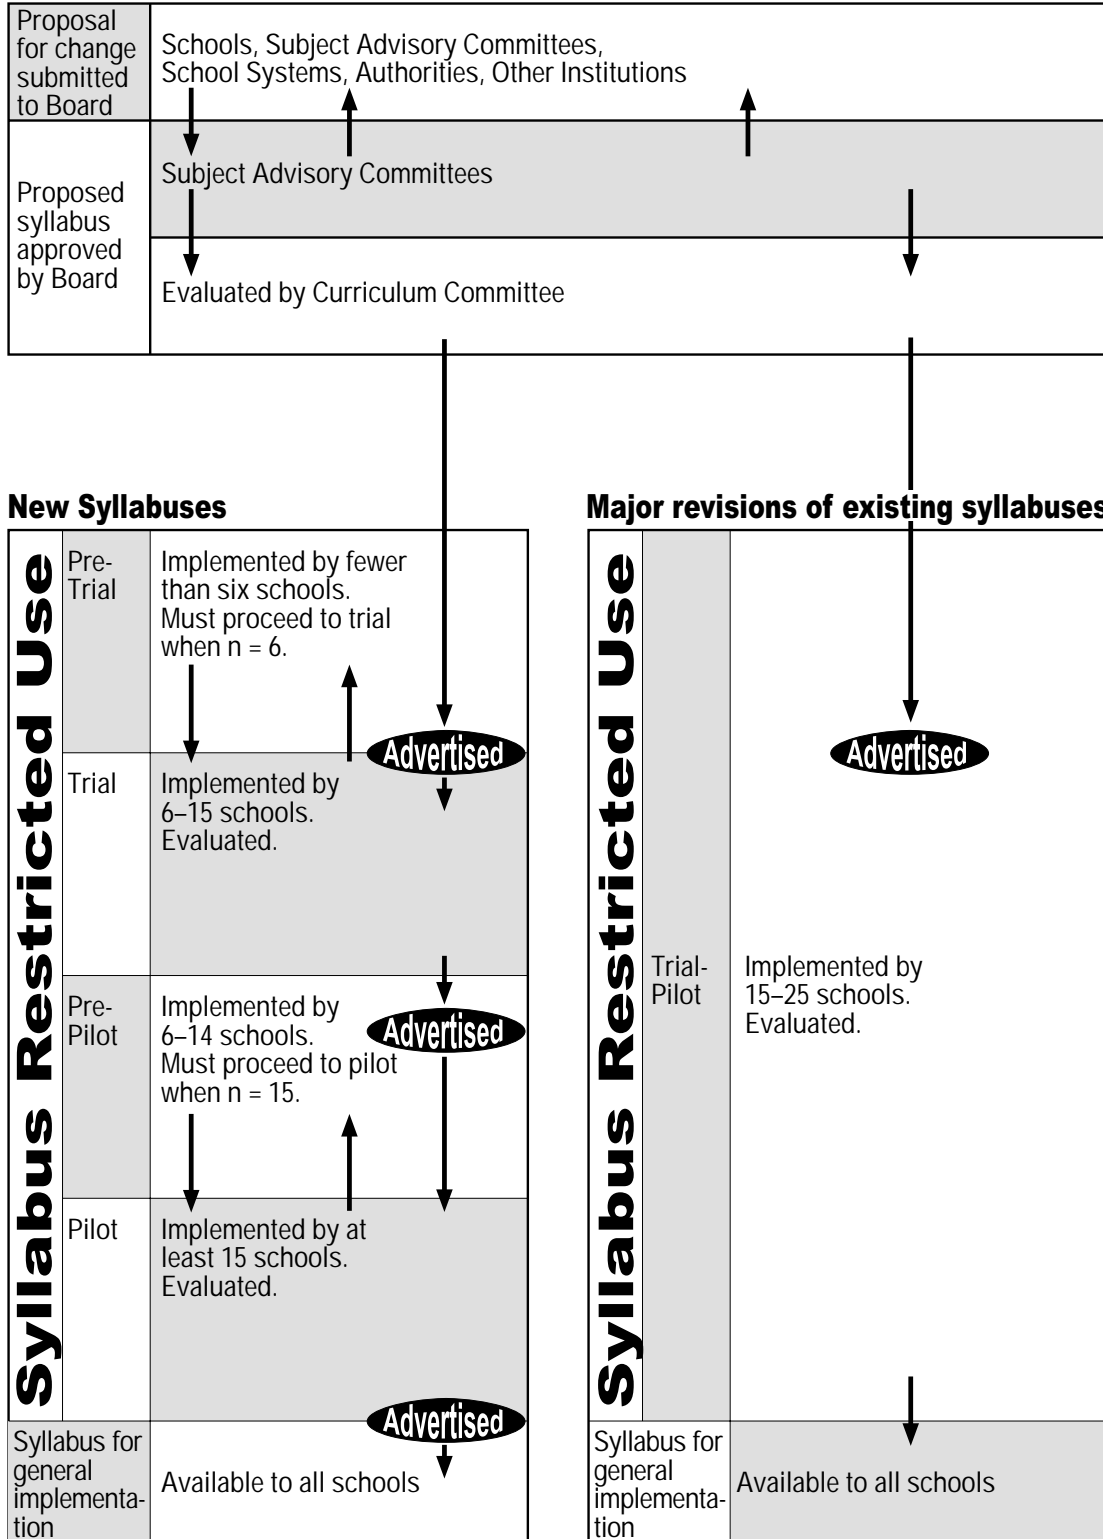 Proposal
for change
submitted
to Board
Schools, Subject Advisory Committees,
School Systems, Authorities, Other Institutions
Proposed
syllabus
approved
by Board
Subject Advisory Committees
Evaluated by Curriculum Committee
New Syllabuses
Syllabus Restricted Use
Pre-
Trial
Implemented by fewer
than six schools.
Must proceed to trial
when n = 6.
Advertised
Trial
Implemented by
6–15 schools.
Evaluated.
Pre-
Pilot
Implemented by
6–14 schools.
Must proceed to pilot
when n = 15.
Advertised
Pilot
Implemented by at
least 15 schools.
Evaluated.
Advertised
Syllabus for
general
implementa-
tion
Available to all schools
Major revisions of existing syllabuses
Syllabus Restricted Use
Advertised
Trial-
Pilot
Implemented by
15–25 schools.
Evaluated.
Syllabus for
general
implementa-
tion
Available to all schools